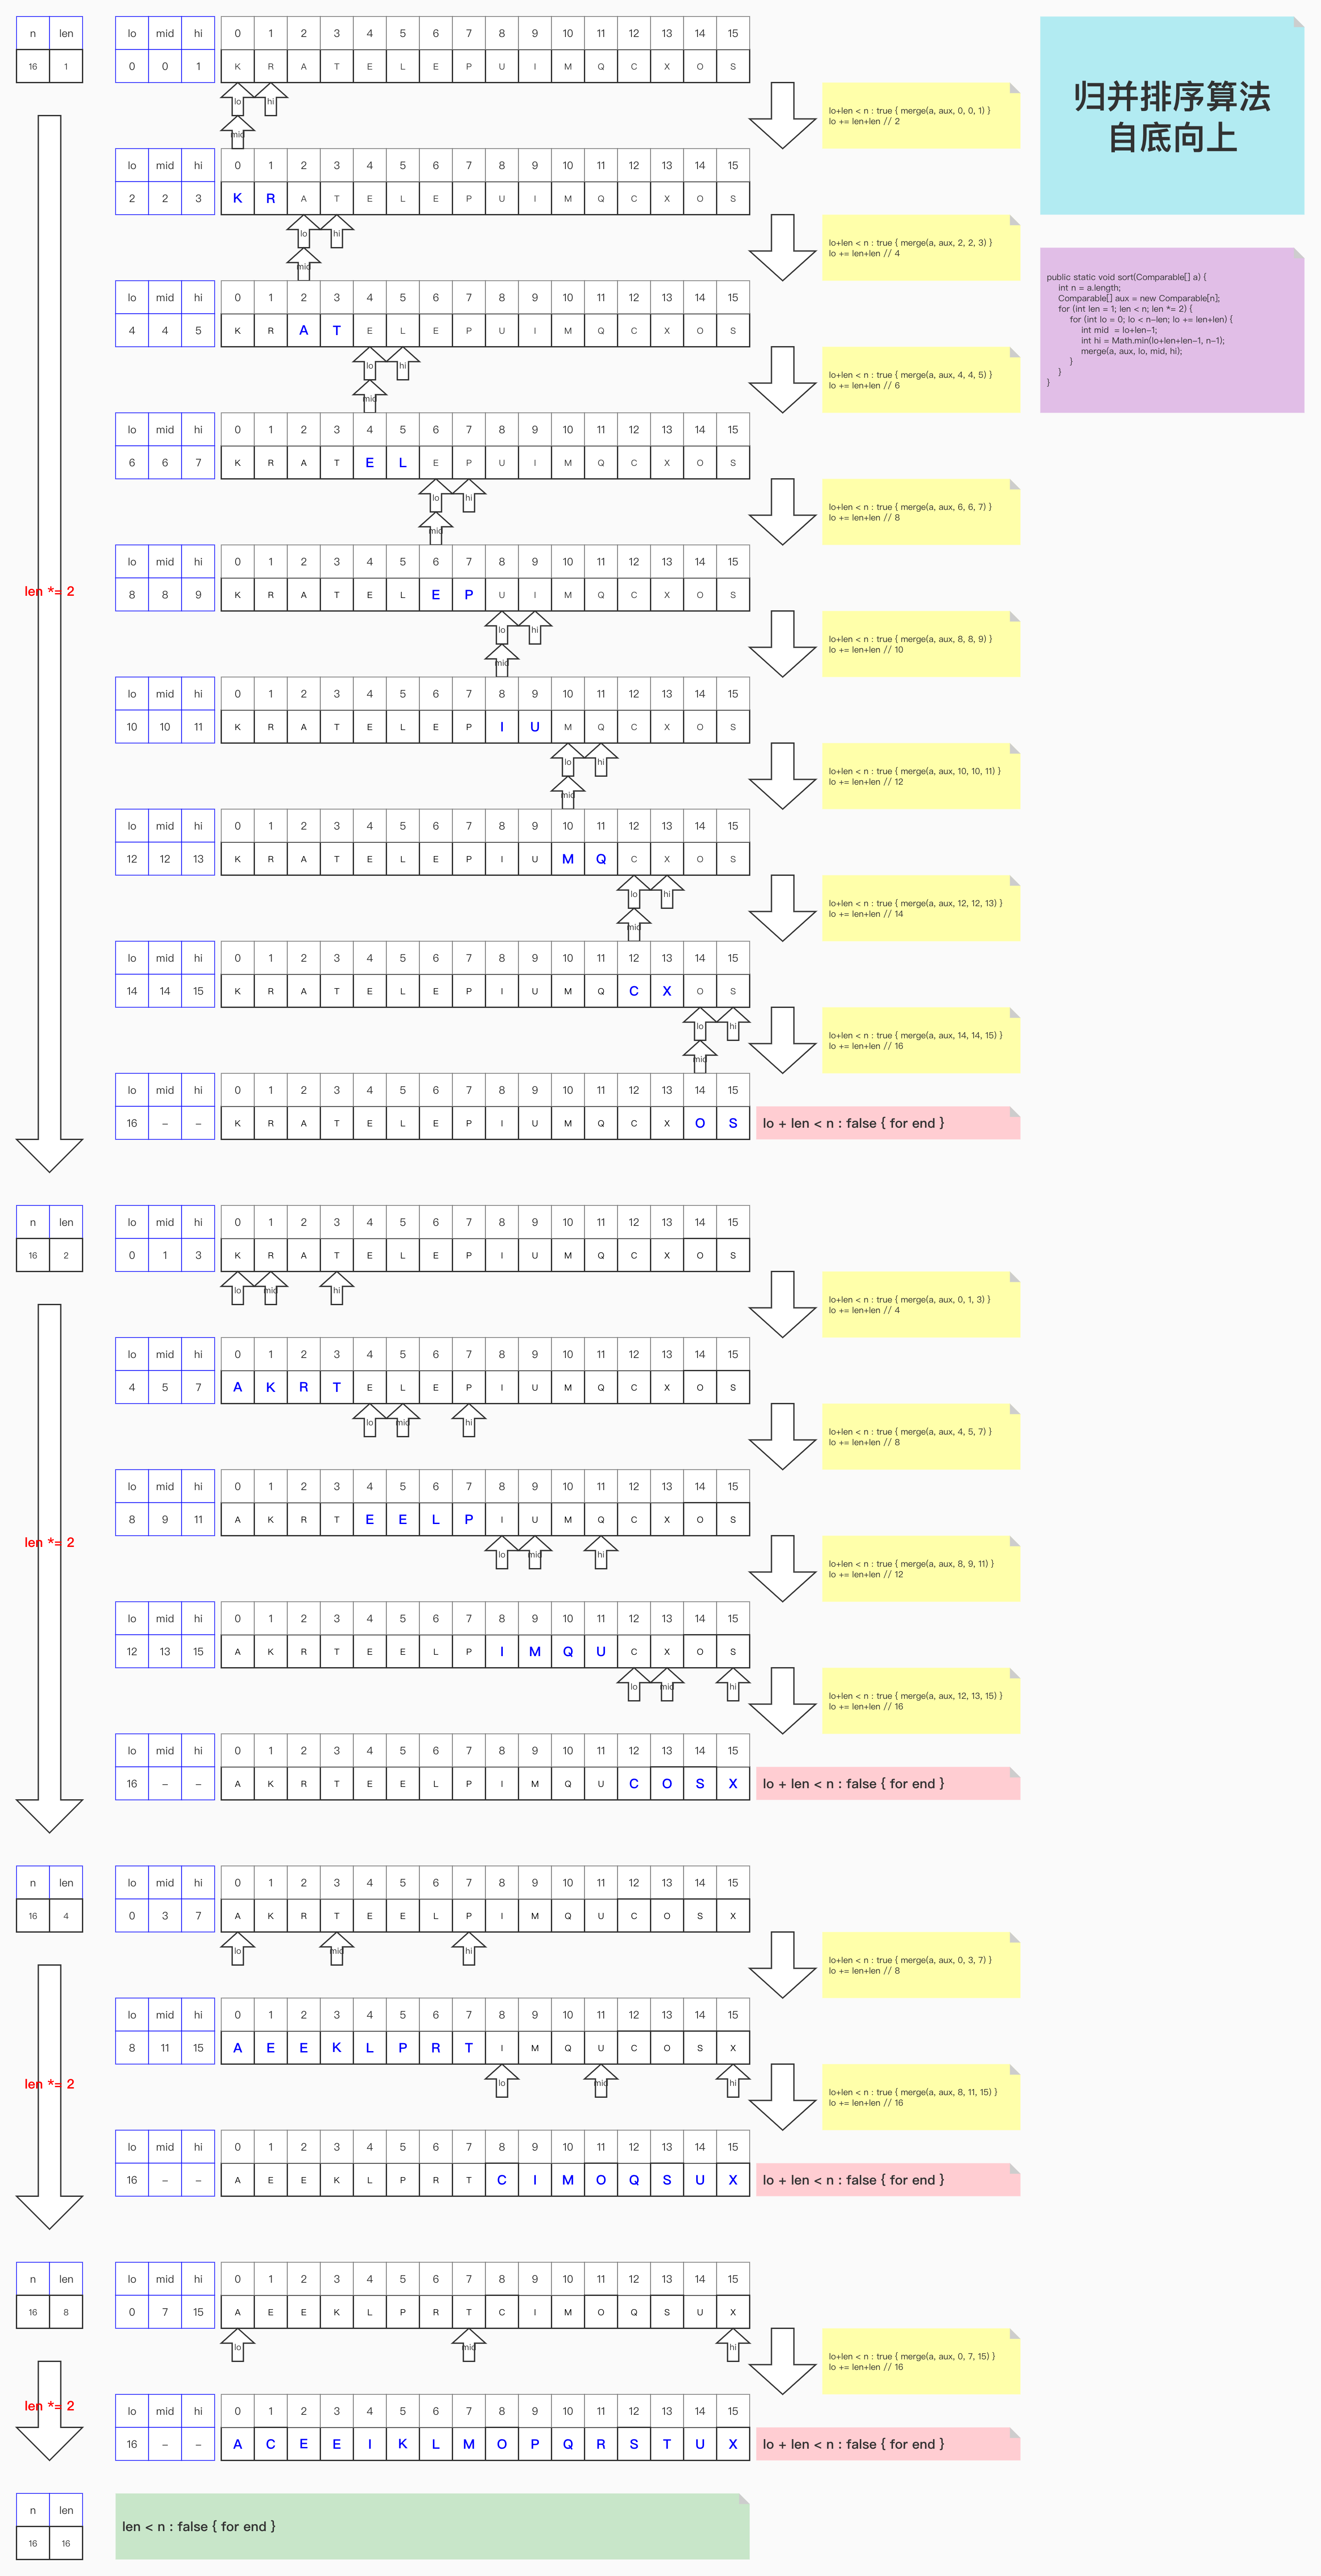 n len
lo mid hi
0 1 2 3 4 5 6 7 8 9 10 11 12 13 14 15
16 1
0 0 1
K R A T E L E P U I M Q C X O S
归并排序算法
自底向上
lo hi
mid
lo+len < n : true { merge(a, aux, 0, 0, 1) }
lo += len+len // 2
lo mid hi
0 1 2 3 4 5 6 7 8 9 10 11 12 13 14 15
2 2 3
K R A T E L E P U I M Q C X O S
lo hi
mid
lo+len < n : true { merge(a, aux, 2, 2, 3) }
lo += len+len // 4
public static void sort(Comparable[] a) {
int n = a.length;
Comparable[] aux = new Comparable[n];
for (int len = 1; len < n; len *= 2) {
for (int lo = 0; lo < n-len; lo += len+len) {
int mid = lo+len-1;
int hi = Math.min(lo+len+len-1, n-1);
merge(a, aux, lo, mid, hi);
}
}
}
lo mid hi
0 1 2 3 4 5 6 7 8 9 10 11 12 13 14 15
4 4 5
K R A T E L E P U I M Q C X O S
lo hi
mid
lo+len < n : true { merge(a, aux, 4, 4, 5) }
lo += len+len // 6
lo mid hi
0 1 2 3 4 5 6 7 8 9 10 11 12 13 14 15
6 6 7
K R A T E L E P U I M Q C X O S
lo hi
mid
lo+len < n : true { merge(a, aux, 6, 6, 7) }
lo += len+len // 8
len *= 2
lo mid hi
0 1 2 3 4 5 6 7 8 9 10 11 12 13 14 15
8 8 9
K R A T E L E P U I M Q C X O S
lo hi
mid
lo+len < n : true { merge(a, aux, 8, 8, 9) }
lo += len+len // 10
lo mid hi
0 1 2 3 4 5 6 7 8 9 10 11 12 13 14 15
10 10 11
K R A T E L E P I U M Q C X O S
lo hi
mid
lo+len < n : true { merge(a, aux, 10, 10, 11) }
lo += len+len // 12
lo mid hi
0 1 2 3 4 5 6 7 8 9 10 11 12 13 14 15
12 12 13
K R A T E L E P I U M Q C X O S
lo hi
mid
lo+len < n : true { merge(a, aux, 12, 12, 13) }
lo += len+len // 14
lo mid hi
0 1 2 3 4 5 6 7 8 9 10 11 12 13 14 15
14 14 15
K R A T E L E P I U M Q C X O S
lo hi
mid
lo+len < n : true { merge(a, aux, 14, 14, 15) }
lo += len+len // 16
lo mid hi
0 1 2 3 4 5 6 7 8 9 10 11 12 13 14 15
16 - -
K R A T E L E P I U M Q C X O S
lo + len < n : false { for end }
n len
lo mid hi
0 1 2 3 4 5 6 7 8 9 10 11 12 13 14 15
16 2
0 1 3
K R A T E L E P I U M Q C X O S
lo mid hi
lo+len < n : true { merge(a, aux, 0, 1, 3) }
lo += len+len // 4
lo mid hi
0 1 2 3 4 5 6 7 8 9 10 11 12 13 14 15
4 5 7
A K R T E L E P I U M Q C X O S
lo mid hi
lo+len < n : true { merge(a, aux, 4, 5, 7) }
lo += len+len // 8
lo mid hi
0 1 2 3 4 5 6 7 8 9 10 11 12 13 14 15
8 9 11
A K R T E E L P I U M Q C X O S
len *= 2
lo mid hi
lo+len < n : true { merge(a, aux, 8, 9, 11) }
lo += len+len // 12
lo mid hi
0 1 2 3 4 5 6 7 8 9 10 11 12 13 14 15
12 13 15
A K R T E E L P I M Q U C X O S
lo mid hi
lo+len < n : true { merge(a, aux, 12, 13, 15) }
lo += len+len // 16
lo mid hi
0 1 2 3 4 5 6 7 8 9 10 11 12 13 14 15
16 - -
A K R T E E L P I M Q U C O S X
lo + len < n : false { for end }
n len
lo mid hi
0 1 2 3 4 5 6 7 8 9 10 11 12 13 14 15
16 4
0 3 7
A K R T E E L P I M Q U C O S X
lo mid hi
lo+len < n : true { merge(a, aux, 0, 3, 7) }
lo += len+len // 8
lo mid hi
0 1 2 3 4 5 6 7 8 9 10 11 12 13 14 15
8 11 15
A E E K L P R T I M Q U C O S X
len *= 2
lo mid hi
lo+len < n : true { merge(a, aux, 8, 11, 15) }
lo += len+len // 16
lo mid hi
0 1 2 3 4 5 6 7 8 9 10 11 12 13 14 15
16 - -
A E E K L P R T C I M O Q S U X
lo + len < n : false { for end }
n len
lo mid hi
0 1 2 3 4 5 6 7 8 9 10 11 12 13 14 15
16 8
0 7 15
A E E K L P R T C I M O Q S U X
lo mid hi
lo+len < n : true { merge(a, aux, 0, 7, 15) }
lo += len+len // 16
len *= 2
lo mid hi
0 1 2 3 4 5 6 7 8 9 10 11 12 13 14 15
16 - -
A C E E I K L M O P Q R S T U X
lo + len < n : false { for end }
n len
16 16
len < n : false { for end }